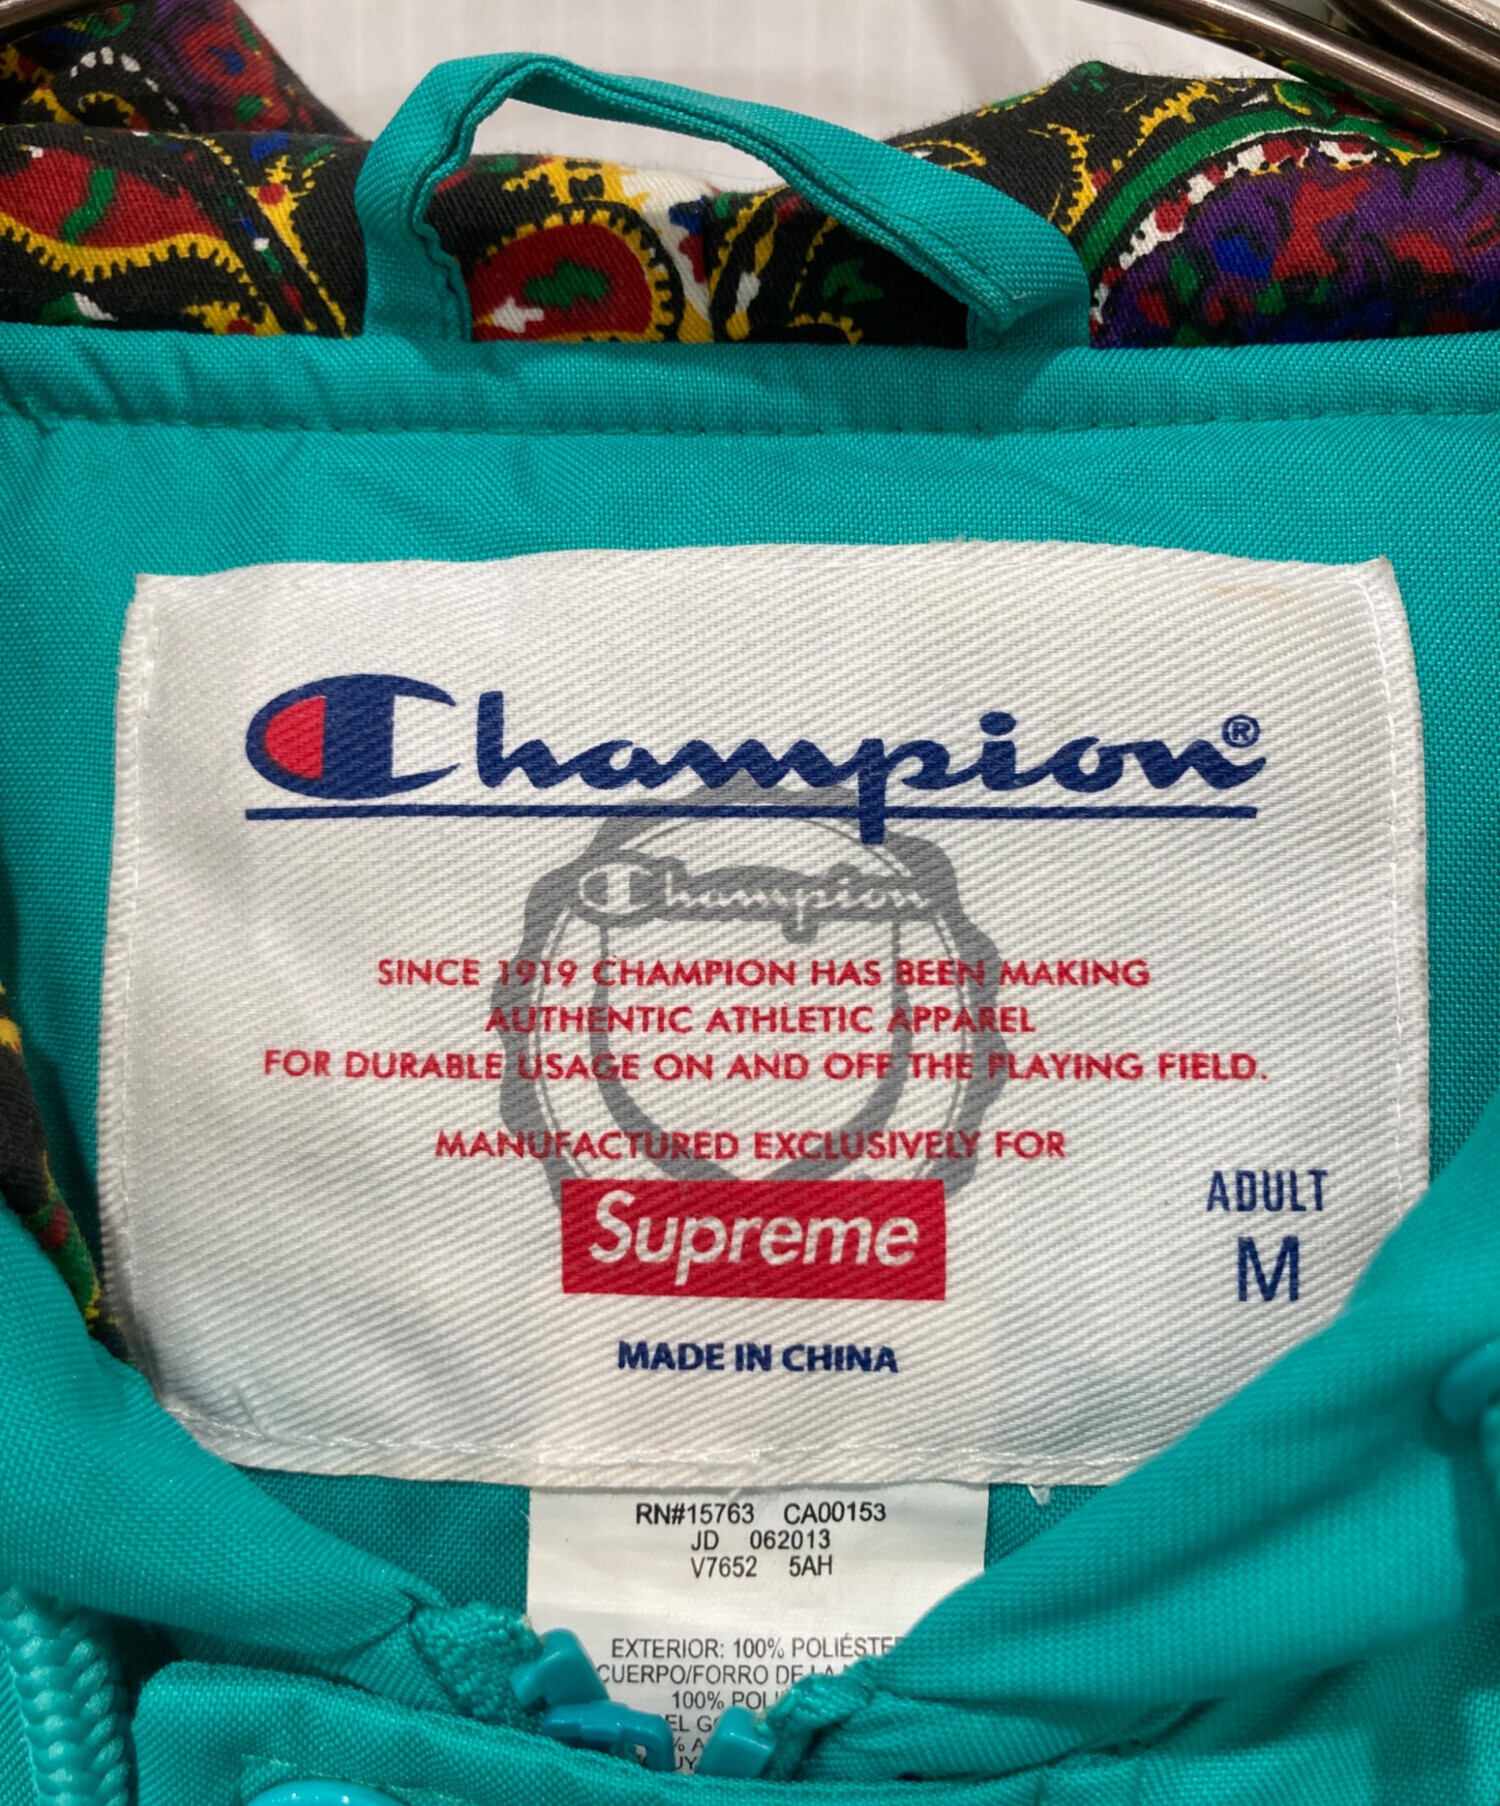 Champion®
Champion
SINCE 1919 CHAMPION HAS BEEN MAKING
AUTHENTIC ATHLETIC APPAREL
FOR DURABLE USAGE ON AND OFF THE PLAYING FIELD.
MANUFACTURED EXCLUSIVELY FOR
Supreme
ADULT
M
MADE IN CHINA
RN#15763 CA00153
JD 062013
V7652 5AH
EXTERIOR: 100%
CUERPO/FORRO DE LA
100%